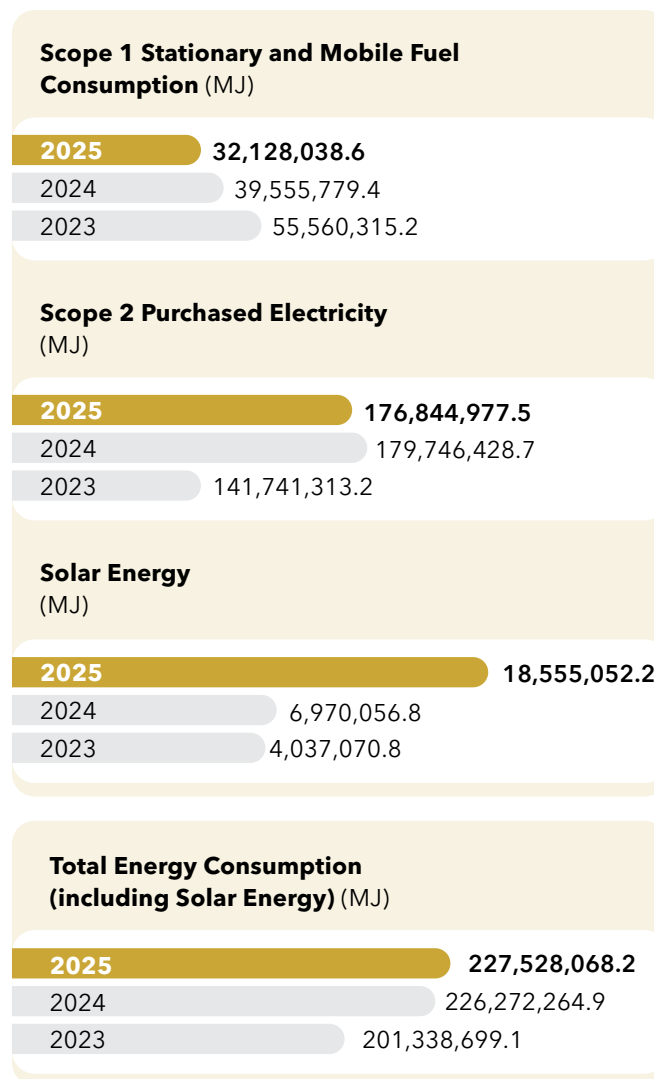 Scope 1 Stationary and Mobile Fuel
Consumption (MJ)
2025 32,128,038.6
2024 39,555,779.4
2023 55,560,315.2
Scope 2 Purchased Electricity
(MJ)
2025 176,844,977.5
2024 179,746,428.7
2023 141,741,313.2
Solar Energy
(MJ)
2025 18,555,052.2
2024 6,970,056.8
2023 4,037,070.8
Total Energy Consumption
(including Solar Energy) (MJ)
2025 227,528,068.2
2024 226,272,264.9
2023 201,338,699.1